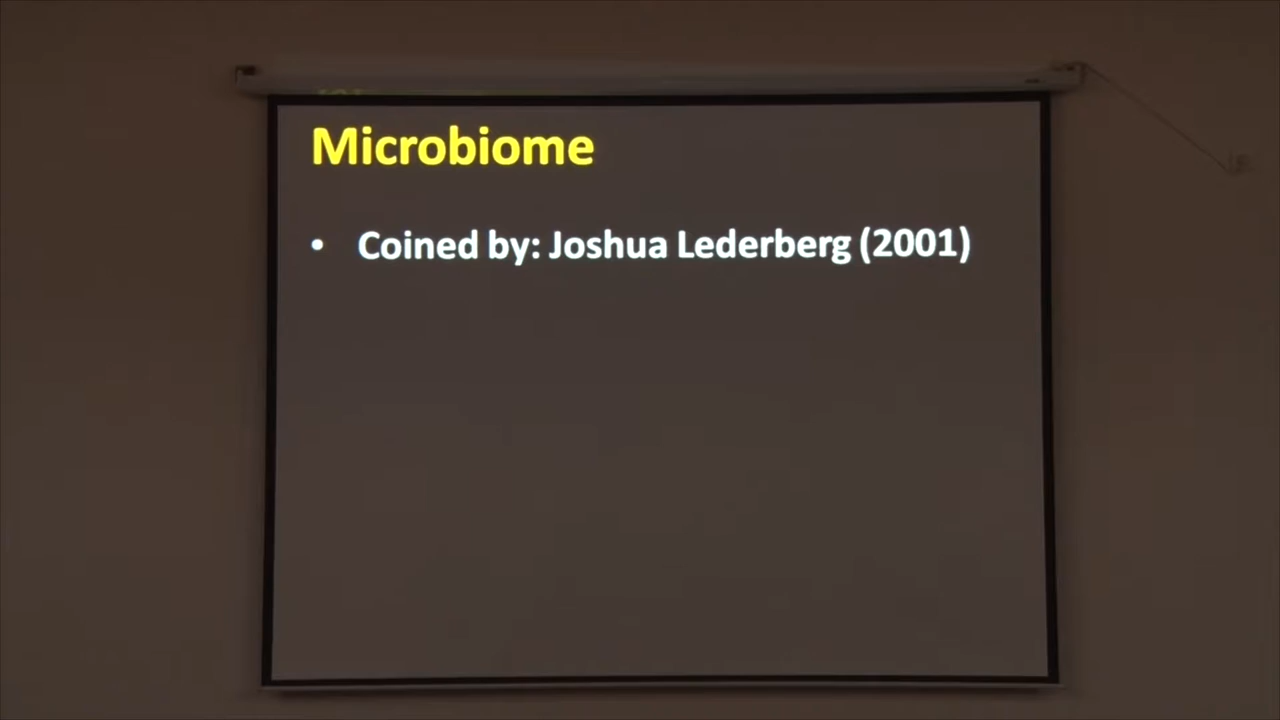 Microbiome
• Coined by: Joshua Lederberg (2001)